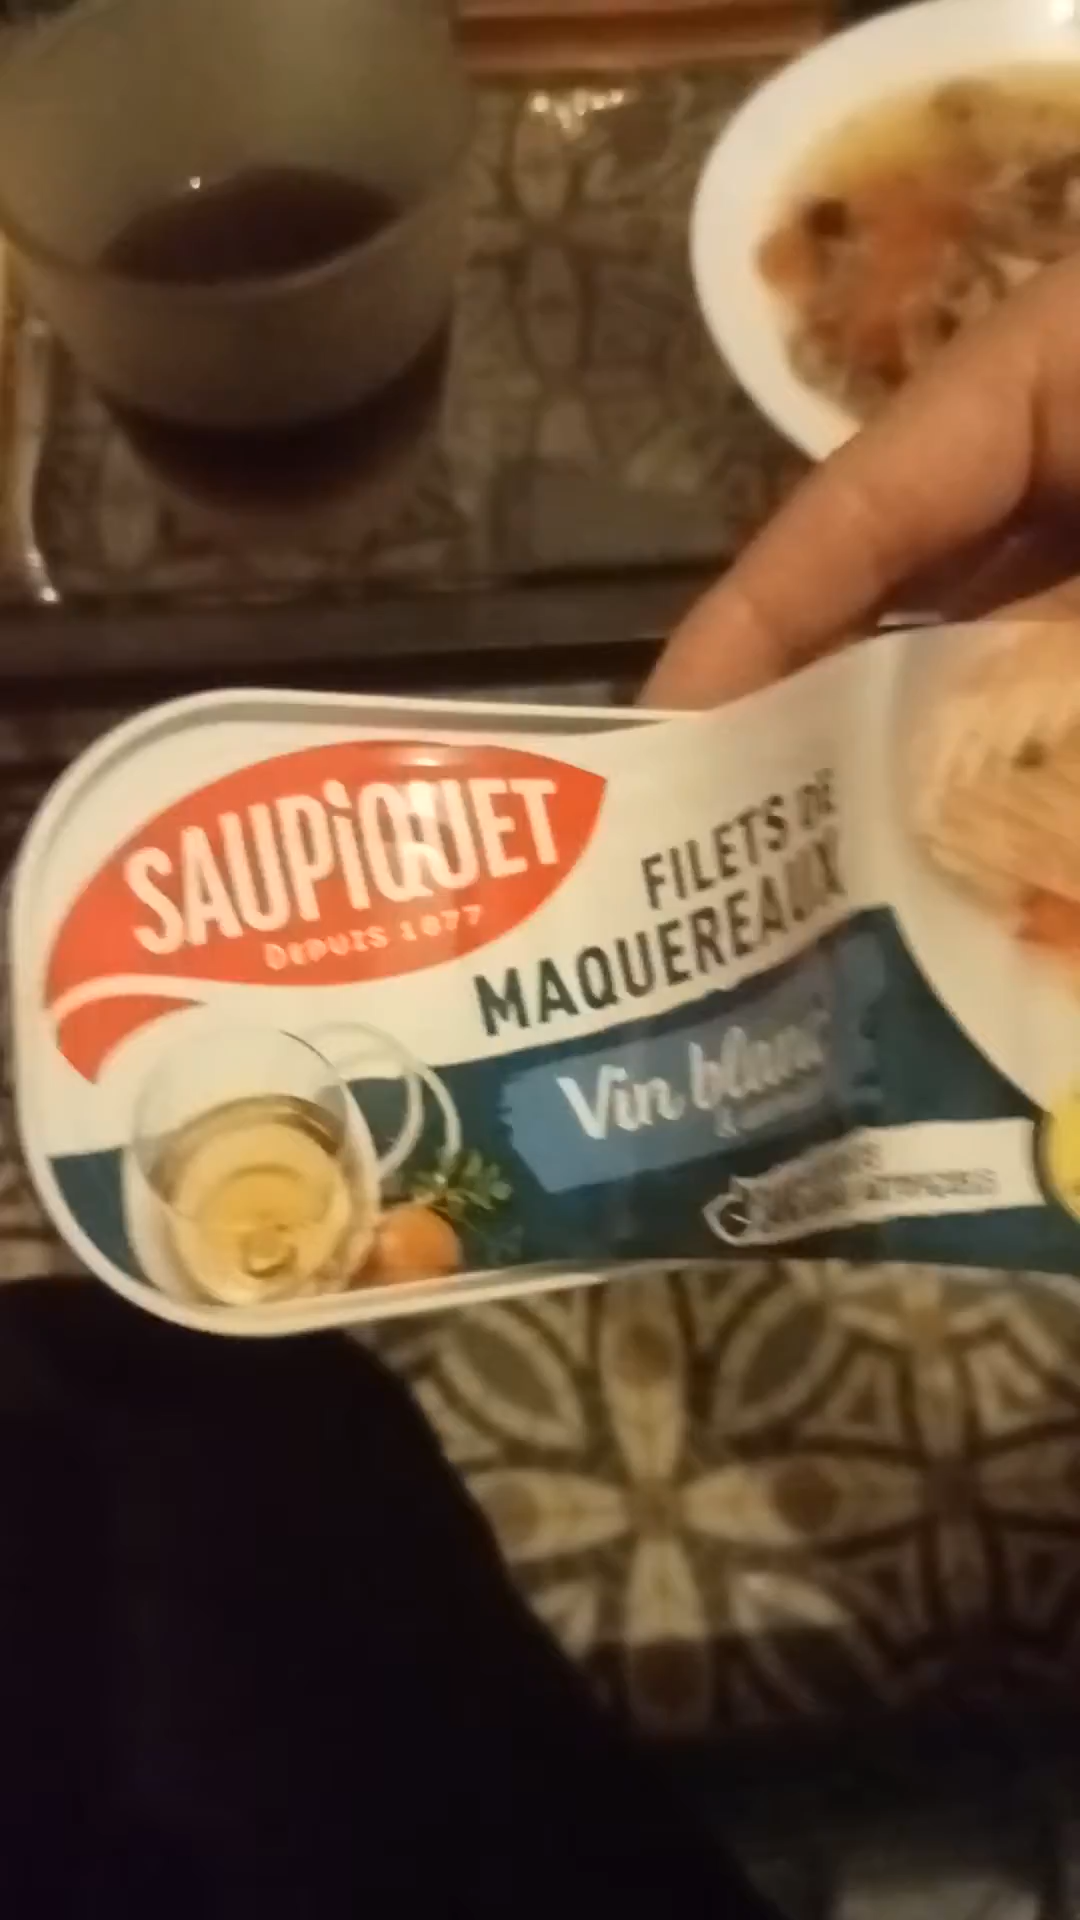 SAUPiQUET
DEPUIS 1877
FILETS DE
MAQUEREAUX
Vin blanc